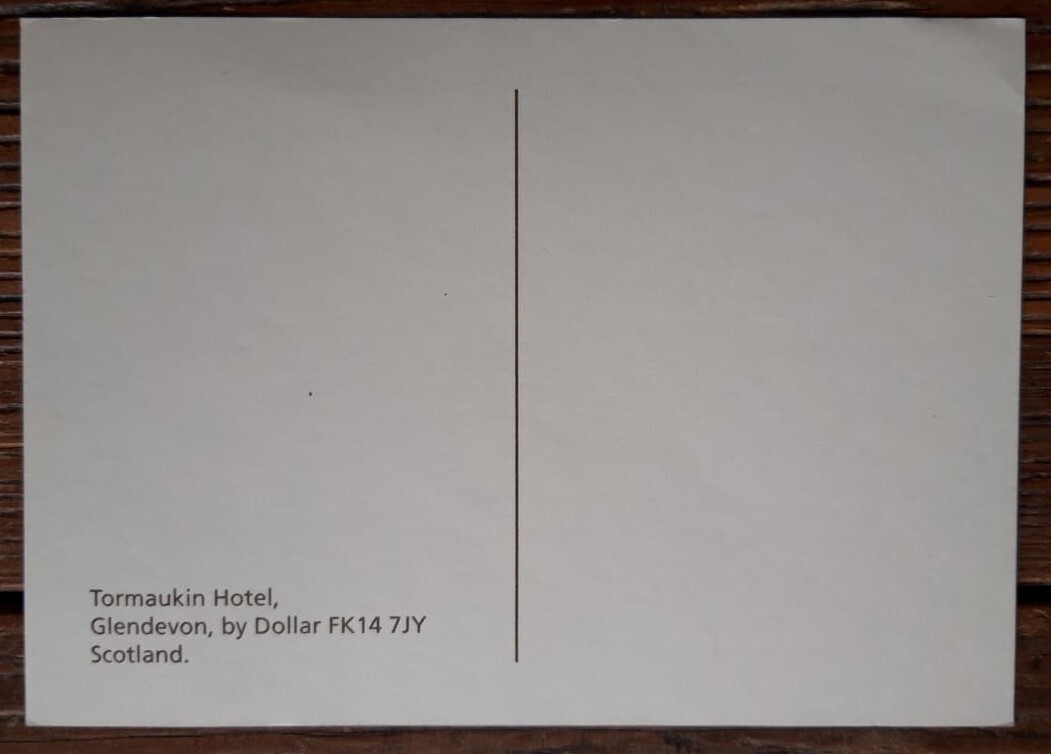 Tormaukin Hotel,
Glendevon, by Dollar FK14 7JY
Scotland.